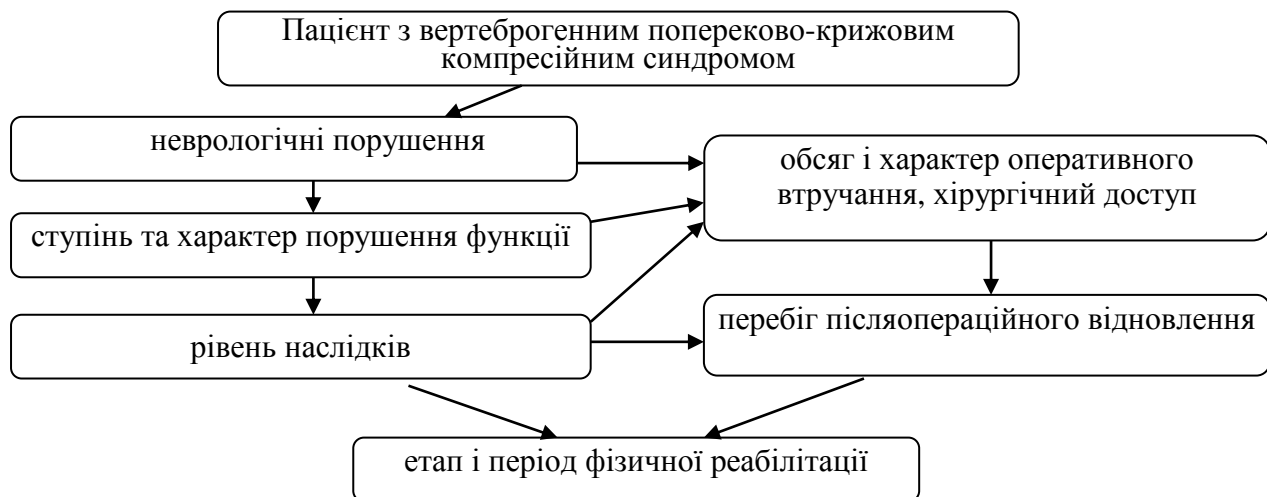 Пацієнт з вертеброгенним попереково-крижовим
компресійним синдромом
неврологічні порушення
обсяг і характер оперативного
втручання, хірургічний доступ
ступінь та характер порушення функції
рівень наслідків
перебіг післяопераційного відновлення
етап і період фізичної реабілітації